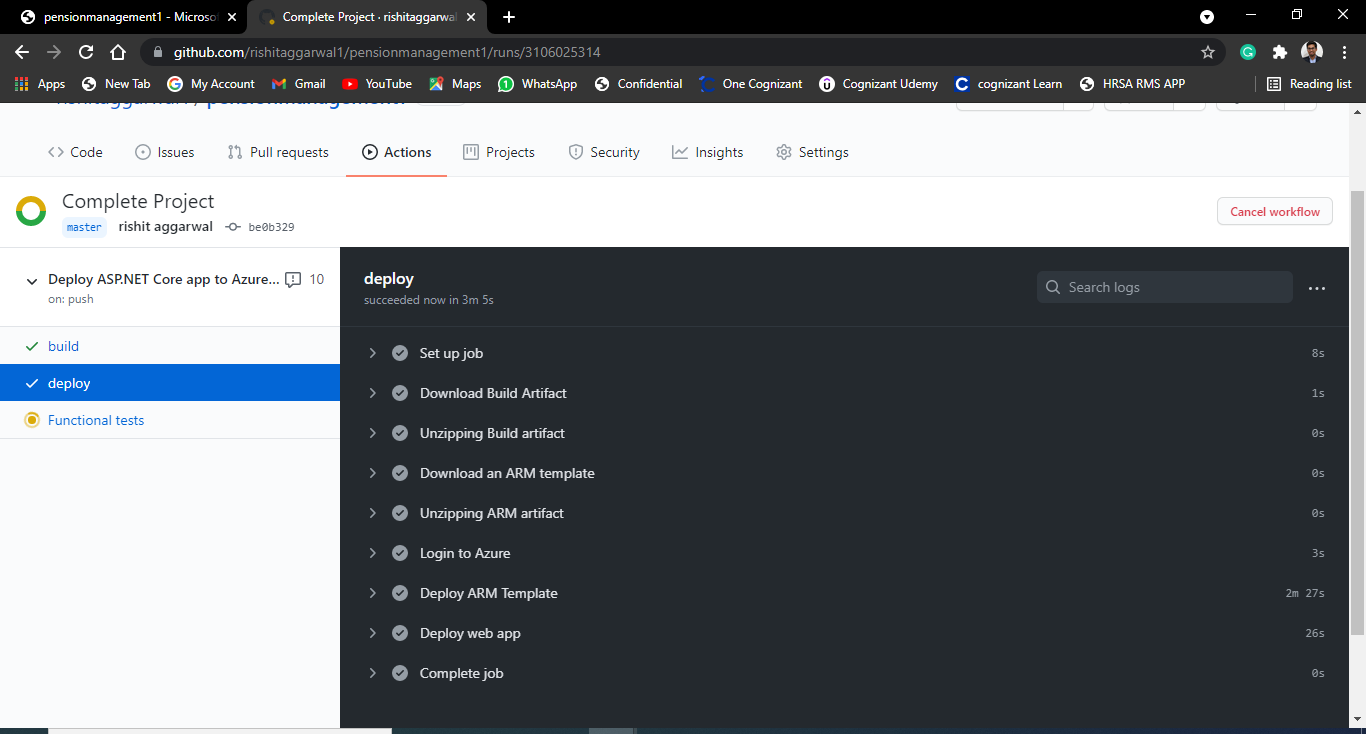 pensionmanagement1 - Microsof
Complete Project · rishitaggarwal
github.com/rishitaggarwal1/pensionmanagement1/runs/3106025314
Apps New Tab My Account Gmail YouTube Maps WhatsApp Confidential One Cognizant Cognizant Udemy cognizant Learn HRSA RMS APP Reading list
rishitaggarwal1 / pensionmanagement1
Code Issues Pull requests Actions Projects Security Insights Settings
Complete Project
master rishit aggarwal be0b329
Cancel workflow
Deploy ASP.NET Core app to Azure... 10
on: push
build
deploy
Functional tests
deploy
succeeded now in 3m 5s
Search logs
Set up job 8s
Download Build Artifact 1s
Unzipping Build artifact 0s
Download an ARM template 0s
Unzipping ARM artifact 0s
Login to Azure 3s
Deploy ARM Template 2m 27s
Deploy web app 26s
Complete job 0s